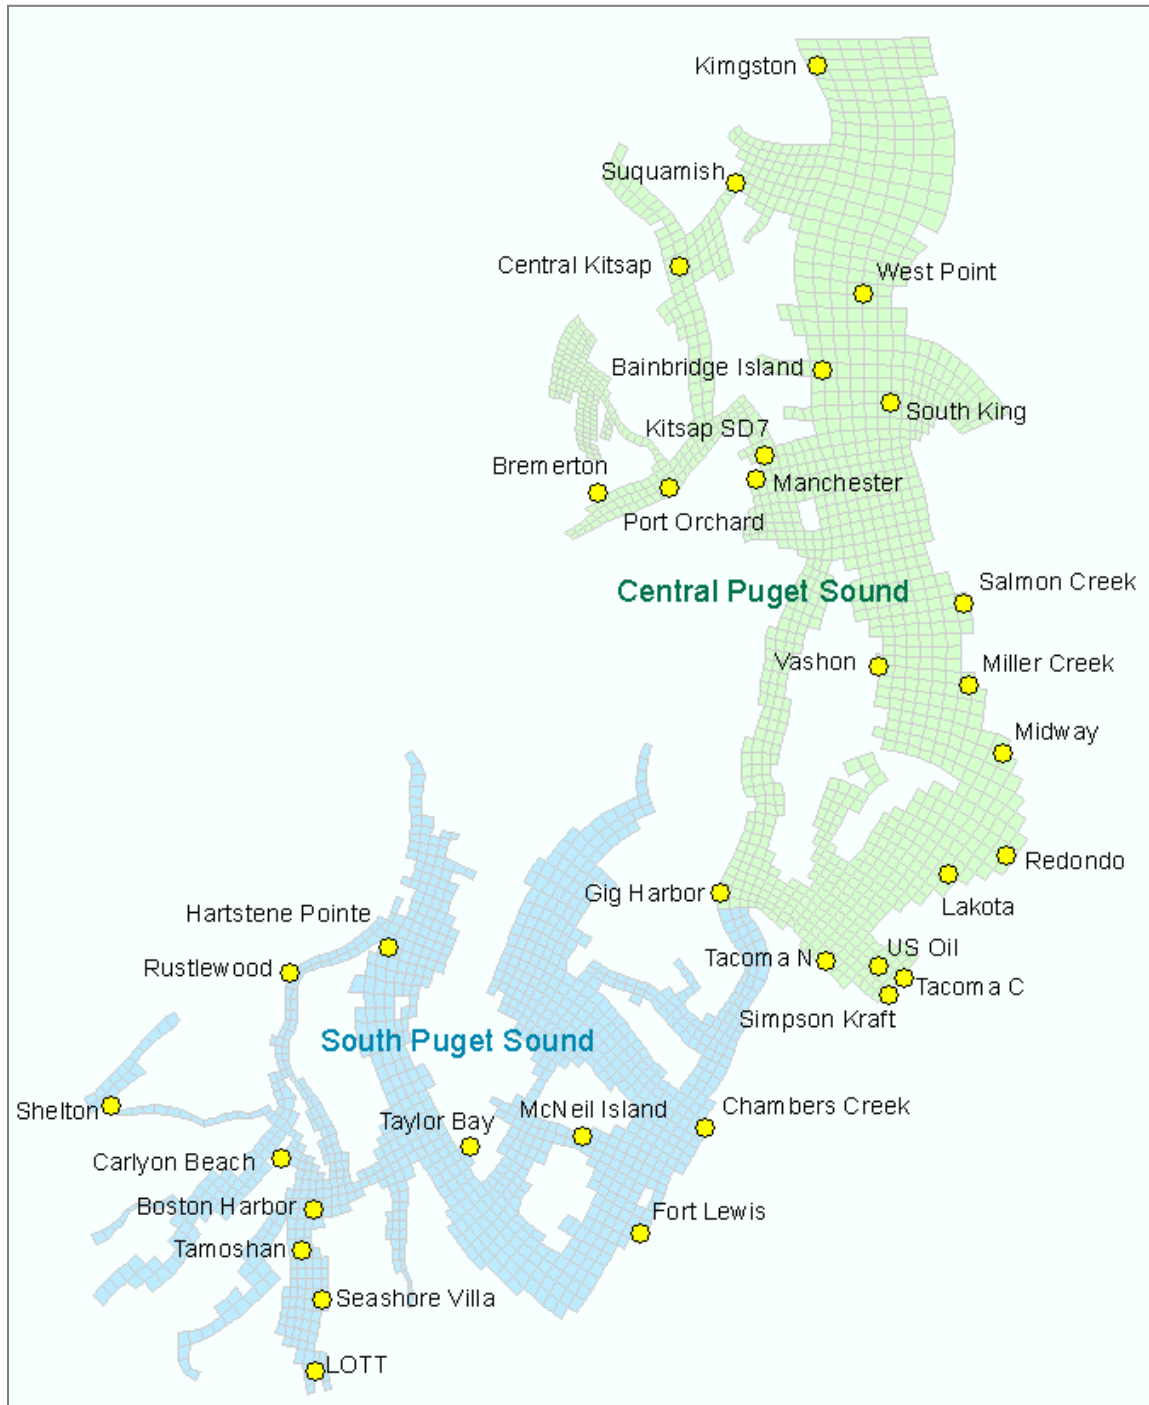 Kimgston
Suquamish
Central Kitsap
West Point
Bainbridge Island
South King
Kitsap SD7
Bremerton
Manchester
Port Orchard
Central Puget Sound
Salmon Creek
Vashon
Miller Creek
Midway
Redondo
Gig Harbor
Lakota
Hartstene Pointe
US Oil
Tacoma N
Rustlewood
Tacoma C
Simpson Kraft
South Puget Sound
Shelton
McNeil Island
Chambers Creek
Taylor Bay
Carlyon Beach
Boston Harbor
Fort Lewis
Tamoshan
Seashore Villa
LOTT